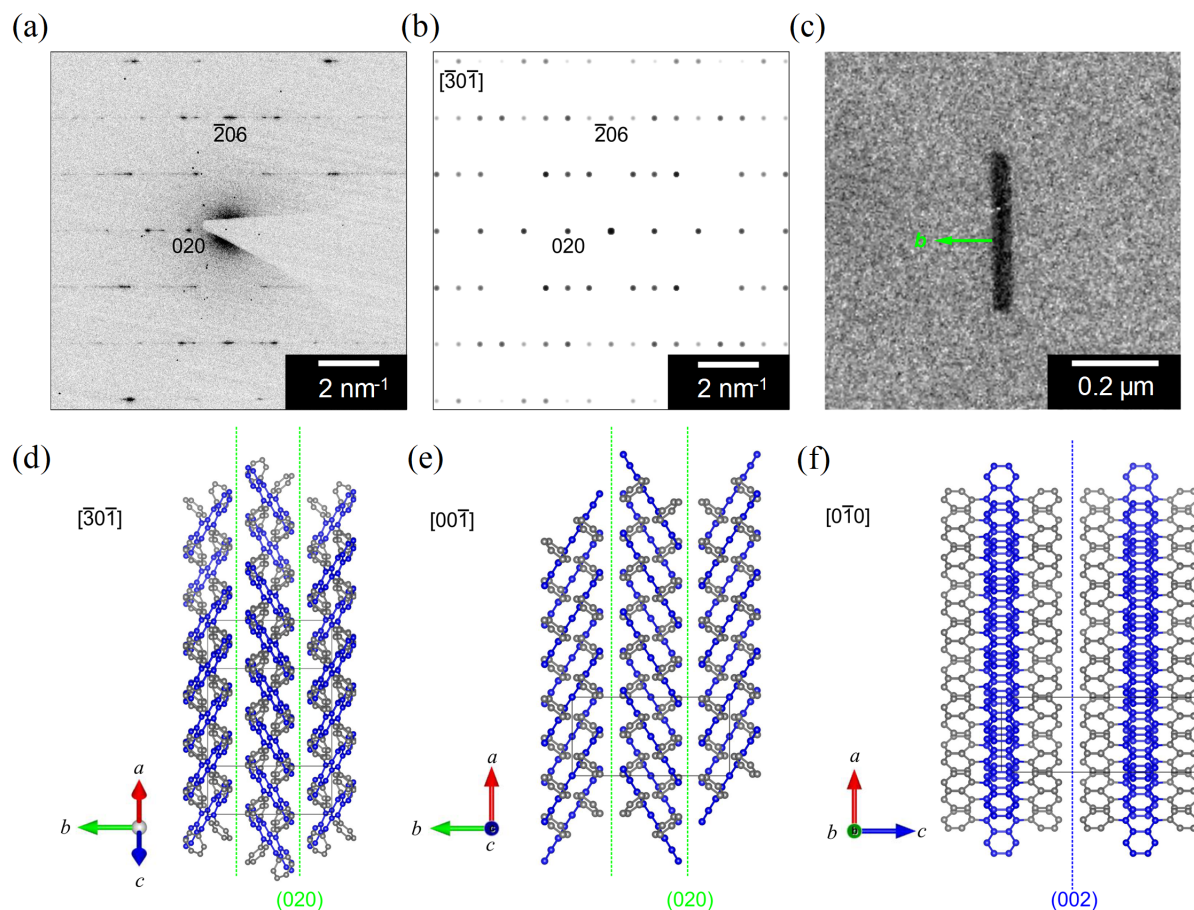 (a)
2̅06
020
2 nm⁻¹
(b)
[3̅01̅]
2̅06
020
2 nm⁻¹
(c)
b
0.2 µm
(d)
[3̅01̅]
a
b
c
(020)
(e)
[001̅]
a
b
c
(020)
(f)
[01̅0]
a
b
b
c
(002)